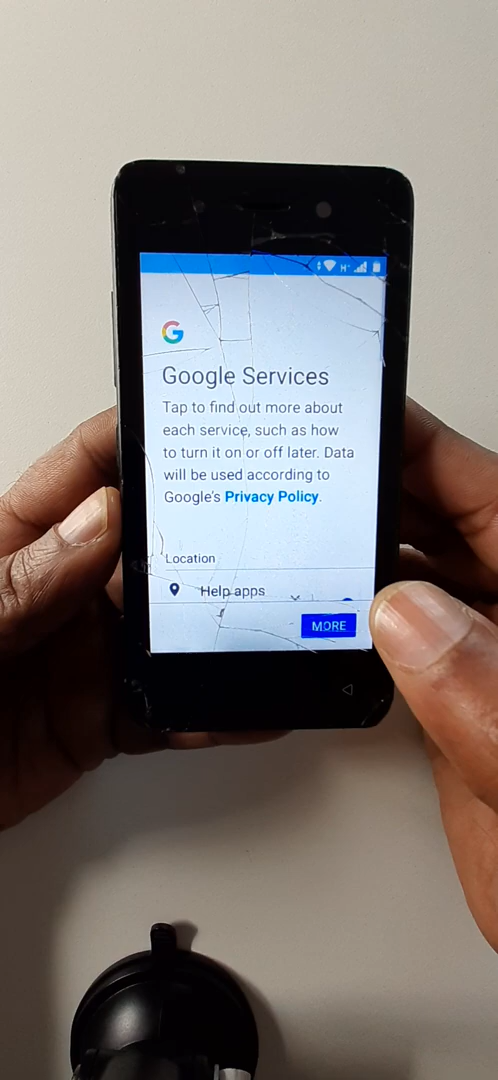 H+
Google Services
Tap to find out more about
each service, such as how
to turn it on or off later. Data
will be used according to
Google's Privacy Policy.
Location
Help apps
MORE